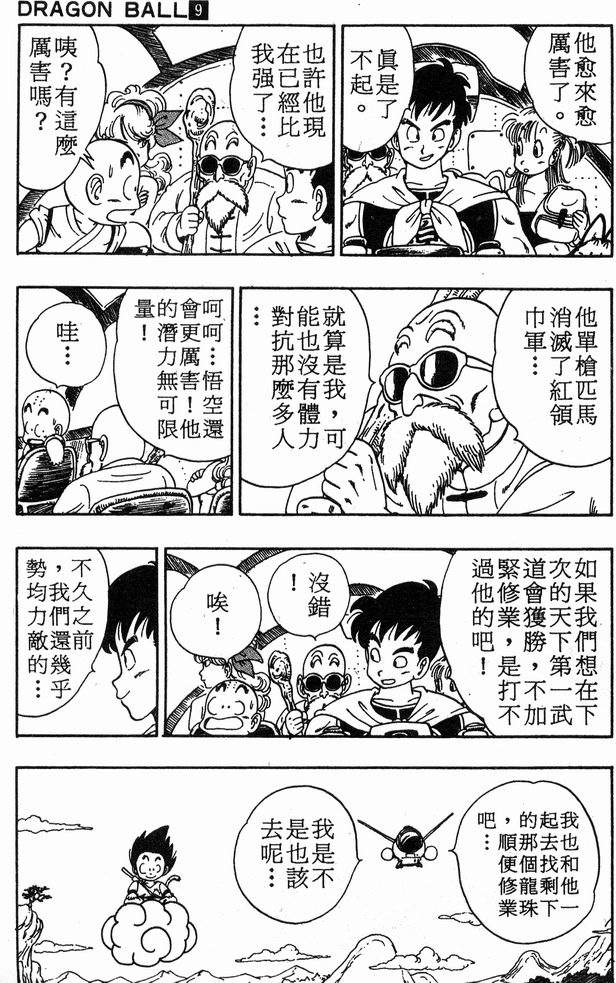 DRAGON BALL 9
他愈來愈
厲害了。
眞是了
不起。
也許他現
在已經比
我强了…
咦？有這麼
厲害嗎？
他單槍匹馬
消滅了紅領
巾軍…
就算是我，可
能也沒有體力
對抗那麼多人
…
呵呵…悟空還
會更厲害！他
的潛力無可限
量！
哇…
如果我們想在下
次的天下第一武
道會獲勝，不加
緊修業，是打不
過他的吧！
沒錯
！
唉！
不久之前
，我們還幾乎
勢均力敵的…
我也和他一
起去找剩下
的那個龍珠
，順便修業
吧…
我是不
是也該
去呢…